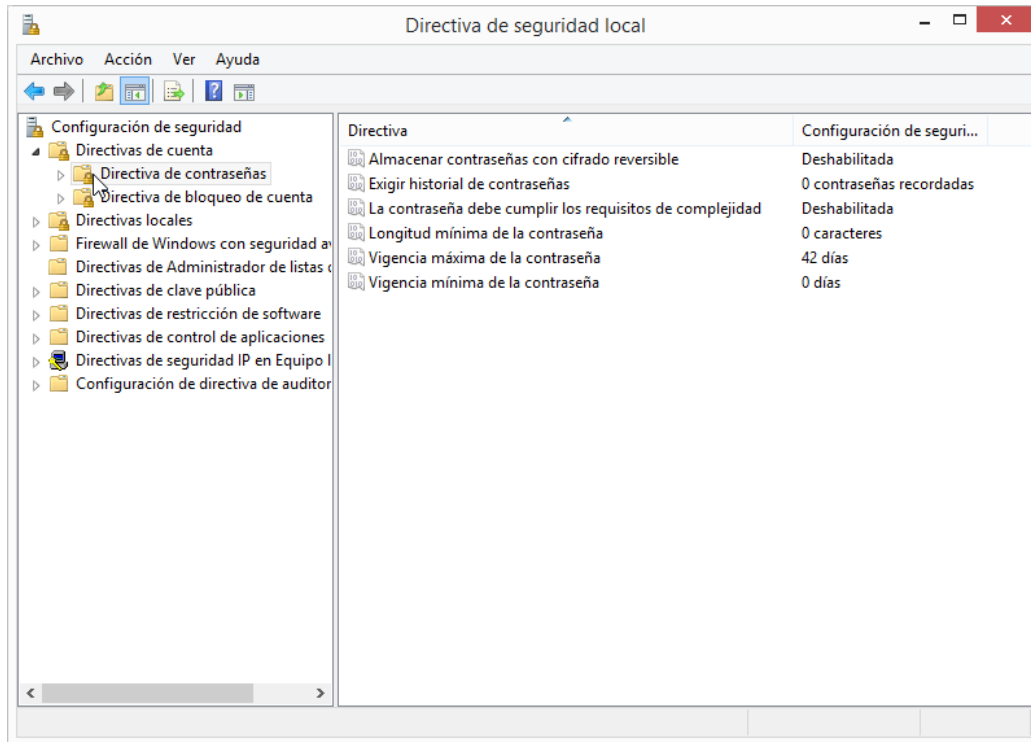 Directiva de seguridad local
Archivo Acción Ver Ayuda
Configuración de seguridad
Directivas de cuenta
Directiva de contraseñas
Directiva de bloqueo de cuenta
Directivas locales
Firewall de Windows con seguridad av
Directivas de Administrador de listas
Directivas de clave pública
Directivas de restricción de software
Directivas de control de aplicaciones
Directivas de seguridad IP en Equipo l
Configuración de directiva de auditor
Directiva Configuración de seguri...
Almacenar contraseñas con cifrado reversible Deshabilitada
Exigir historial de contraseñas 0 contraseñas recordadas
La contraseña debe cumplir los requisitos de complejidad Deshabilitada
Longitud mínima de la contraseña 0 caracteres
Vigencia máxima de la contraseña 42 días
Vigencia mínima de la contraseña 0 días